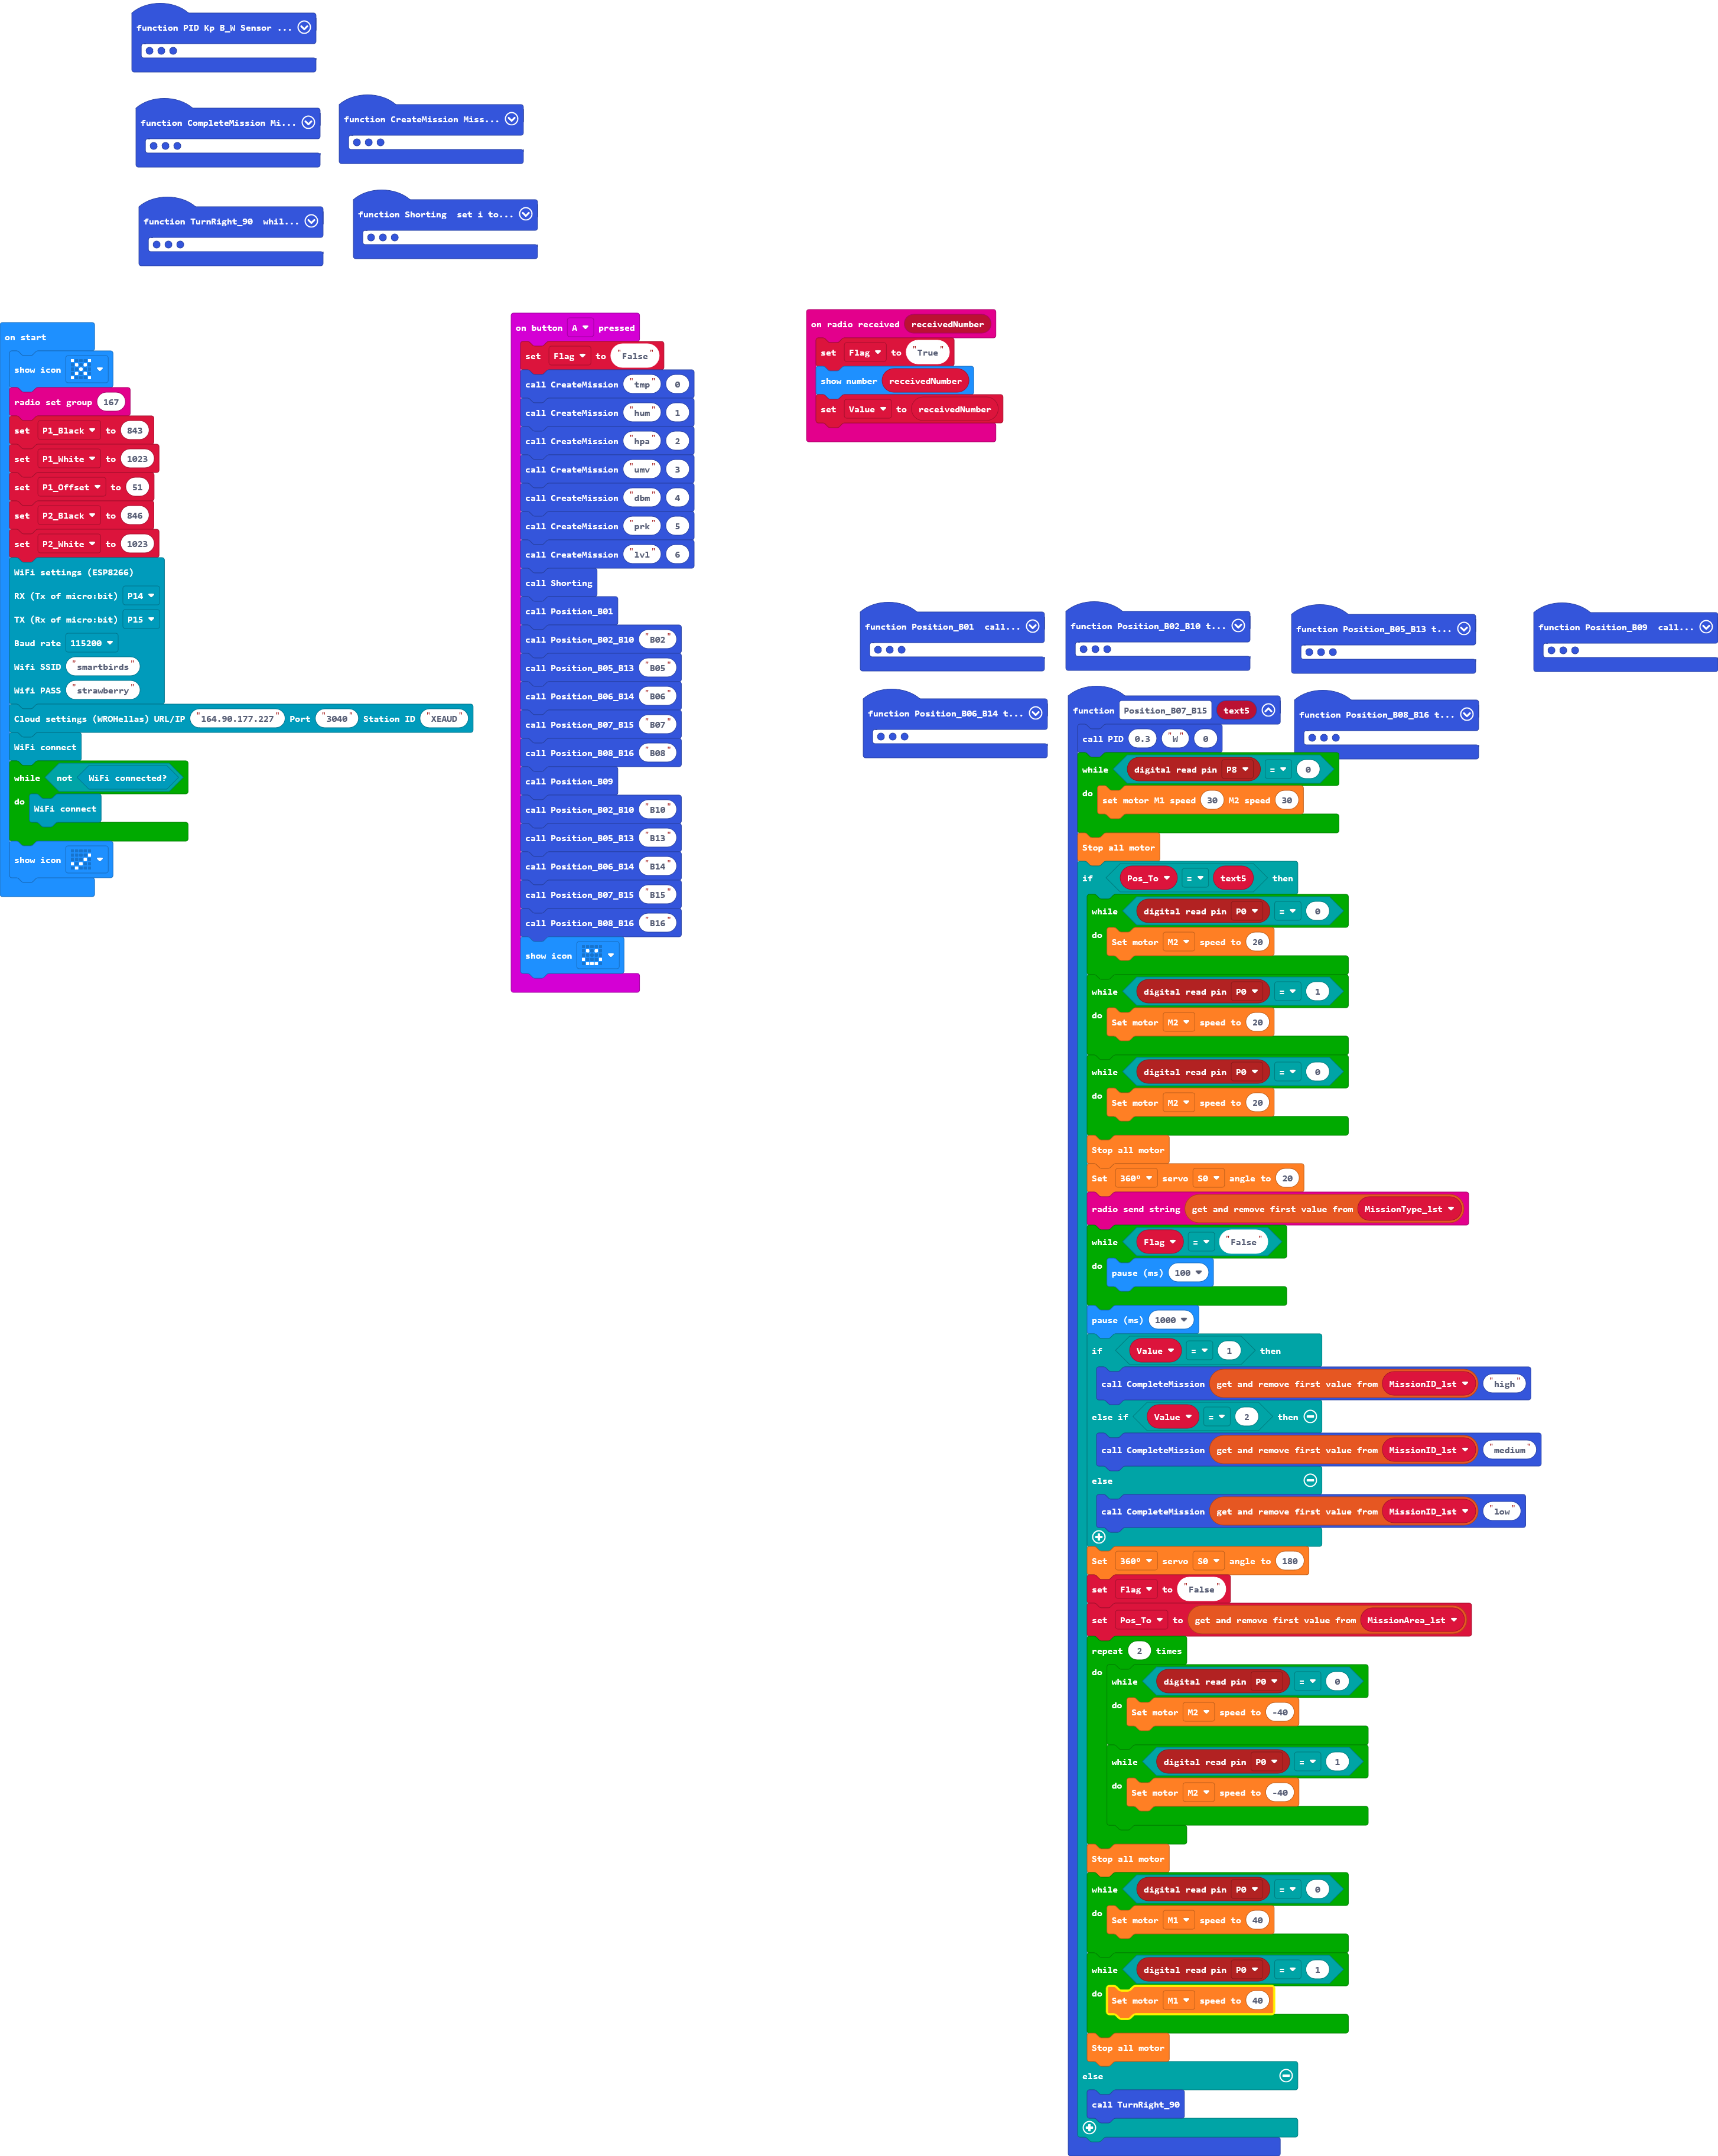 function PID Kp B_W Sensor ...
function CompleteMission Mi...
function CreateMission Miss...
function TurnRight_90 whil...
function Shorting set i to...
on start
show icon
radio set group 167
set P1_Black to 843
set P1_White to 1023
set P1_Offset to 51
set P2_Black to 846
set P2_White to 1023
WiFi settings (ESP8266)
RX (Tx of micro:bit) P14
TX (Rx of micro:bit) P15
Baud rate 115200
Wifi SSID "smartbirds"
Wifi PASS "strawberry"
Cloud settings (WROHellas) URL/IP "164.90.177.227" Port "3040" Station ID "XEAUD"
WiFi connect
while not WiFi connected?
do WiFi connect
show icon
on button A pressed
set Flag to "False"
call CreateMission "tmp" 0
call CreateMission "hum" 1
call CreateMission "hpa" 2
call CreateMission "umv" 3
call CreateMission "dbm" 4
call CreateMission "prk" 5
call CreateMission "lvl" 6
call Shorting
call Position_B01
call Position_B02_B10 "B02"
call Position_B05_B13 "B05"
call Position_B06_B14 "B06"
call Position_B07_B15 "B07"
call Position_B08_B16 "B08"
call Position_B09
call Position_B02_B10 "B10"
call Position_B05_B13 "B13"
call Position_B06_B14 "B14"
call Position_B07_B15 "B15"
call Position_B08_B16 "B16"
show icon
on radio received receivedNumber
set Flag to "True"
show number receivedNumber
set Value to receivedNumber
function Position_B01 call...
function Position_B02_B10 t...
function Position_B05_B13 t...
function Position_B09 call...
function Position_B06_B14 t...
function Position_B08_B16 t...
function Position_B07_B15 text5
call PID 0.3 "W" 0
while digital read pin P8 = 0
do set motor M1 speed 30 M2 speed 30
Stop all motor
if Pos_To = text5 then
while digital read pin P0 = 0
do Set motor M2 speed to 20
while digital read pin P0 = 1
do Set motor M2 speed to 20
while digital read pin P0 = 0
do Set motor M2 speed to 20
Stop all motor
Set 360º servo S0 angle to 20
radio send string get and remove first value from MissionType_lst
while Flag = "False"
do pause (ms) 100
pause (ms) 1000
if Value = 1 then
call CompleteMission get and remove first value from MissionID_lst "high"
else if Value = 2 then
call CompleteMission get and remove first value from MissionID_lst "medium"
else
call CompleteMission get and remove first value from MissionID_lst "low"
Set 360º servo S0 angle to 180
set Flag to "False"
set Pos_To to get and remove first value from MissionArea_lst
repeat 2 times
do while digital read pin P0 = 0
do Set motor M2 speed to -40
while digital read pin P0 = 1
do Set motor M2 speed to -40
Stop all motor
while digital read pin P0 = 0
do Set motor M1 speed to 40
while digital read pin P0 = 1
do Set motor M1 speed to 40
Stop all motor
else
call TurnRight_90